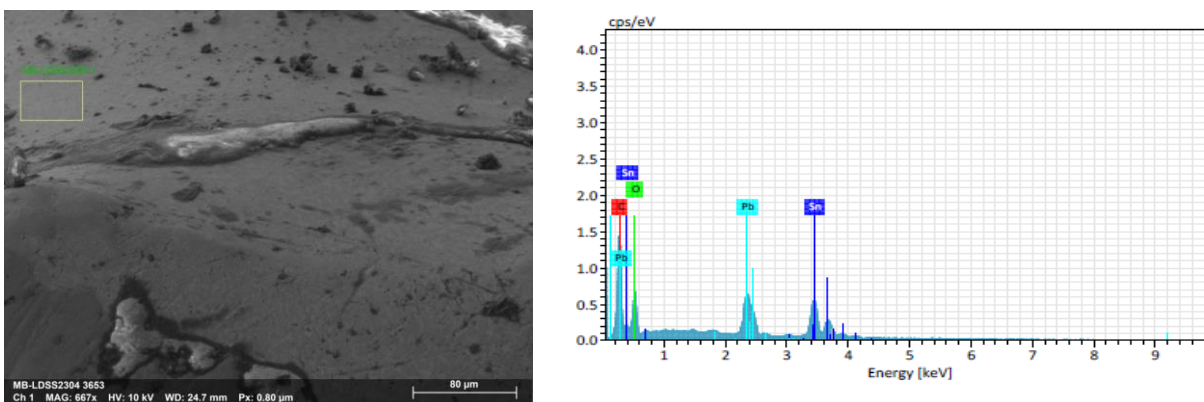 MB-LDSS2304 3653
Ch 1 MAG: 667x HV: 10 kV WD: 24.7 mm Px: 0.80 µm
80 µm
cps/eV
4.0
3.5
3.0
2.5
2.0
1.5
1.0
0.5
0.0
Sn
O
C
Pb
Pb
Sn
1 2 3 4 5 6 7 8 9
Energy [keV]